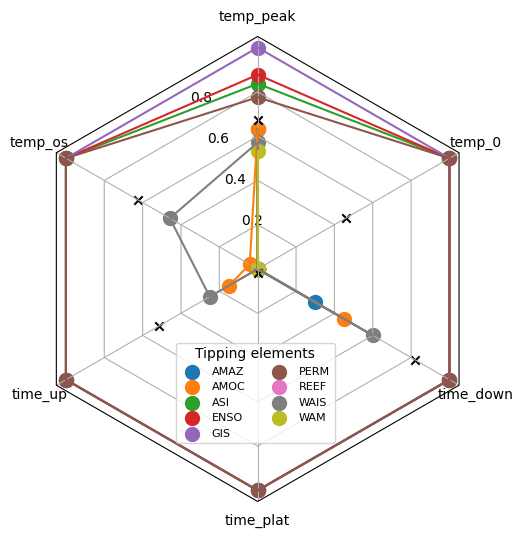 temp_peak
temp_os
temp_0
0.8
0.6
0.4
0.2
Tipping elements
AMAZ
AMOC
ASI
ENSO
GIS
PERM
REEF
WAIS
WAM
time_up
time_down
time_plat